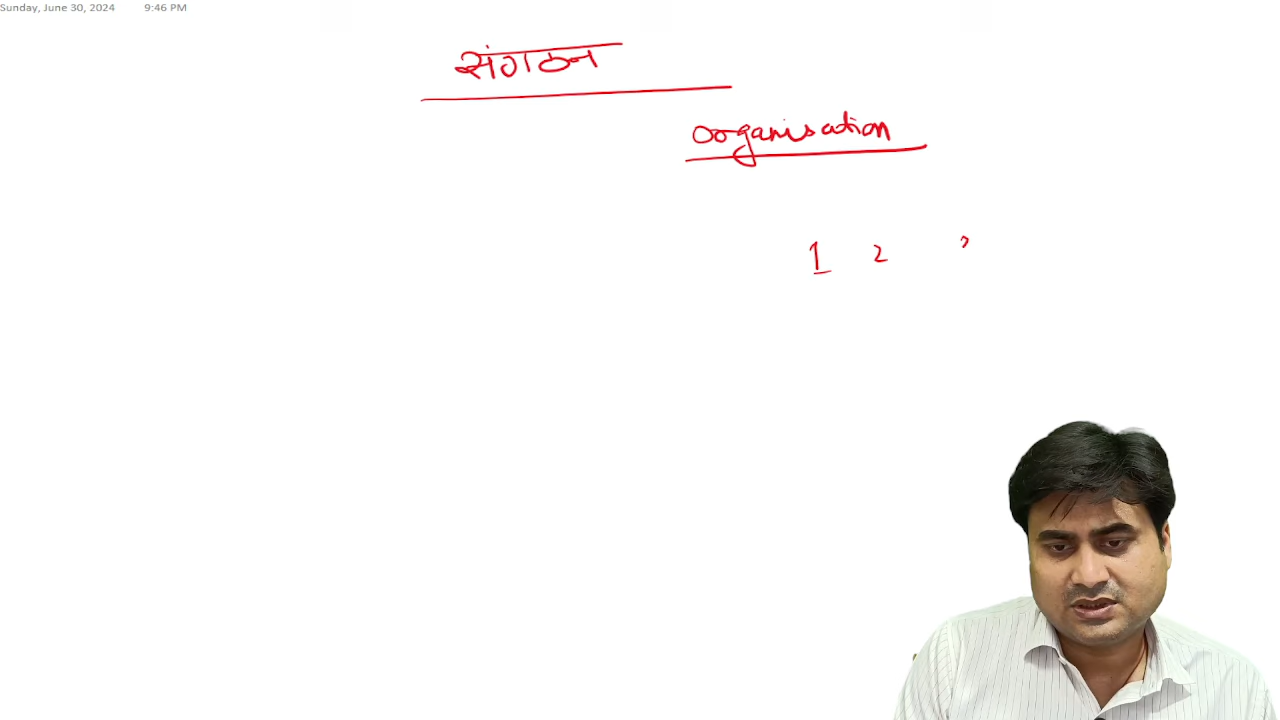 Sunday, June 30, 2024 9:46 PM
संगठन
Organisation
1 2